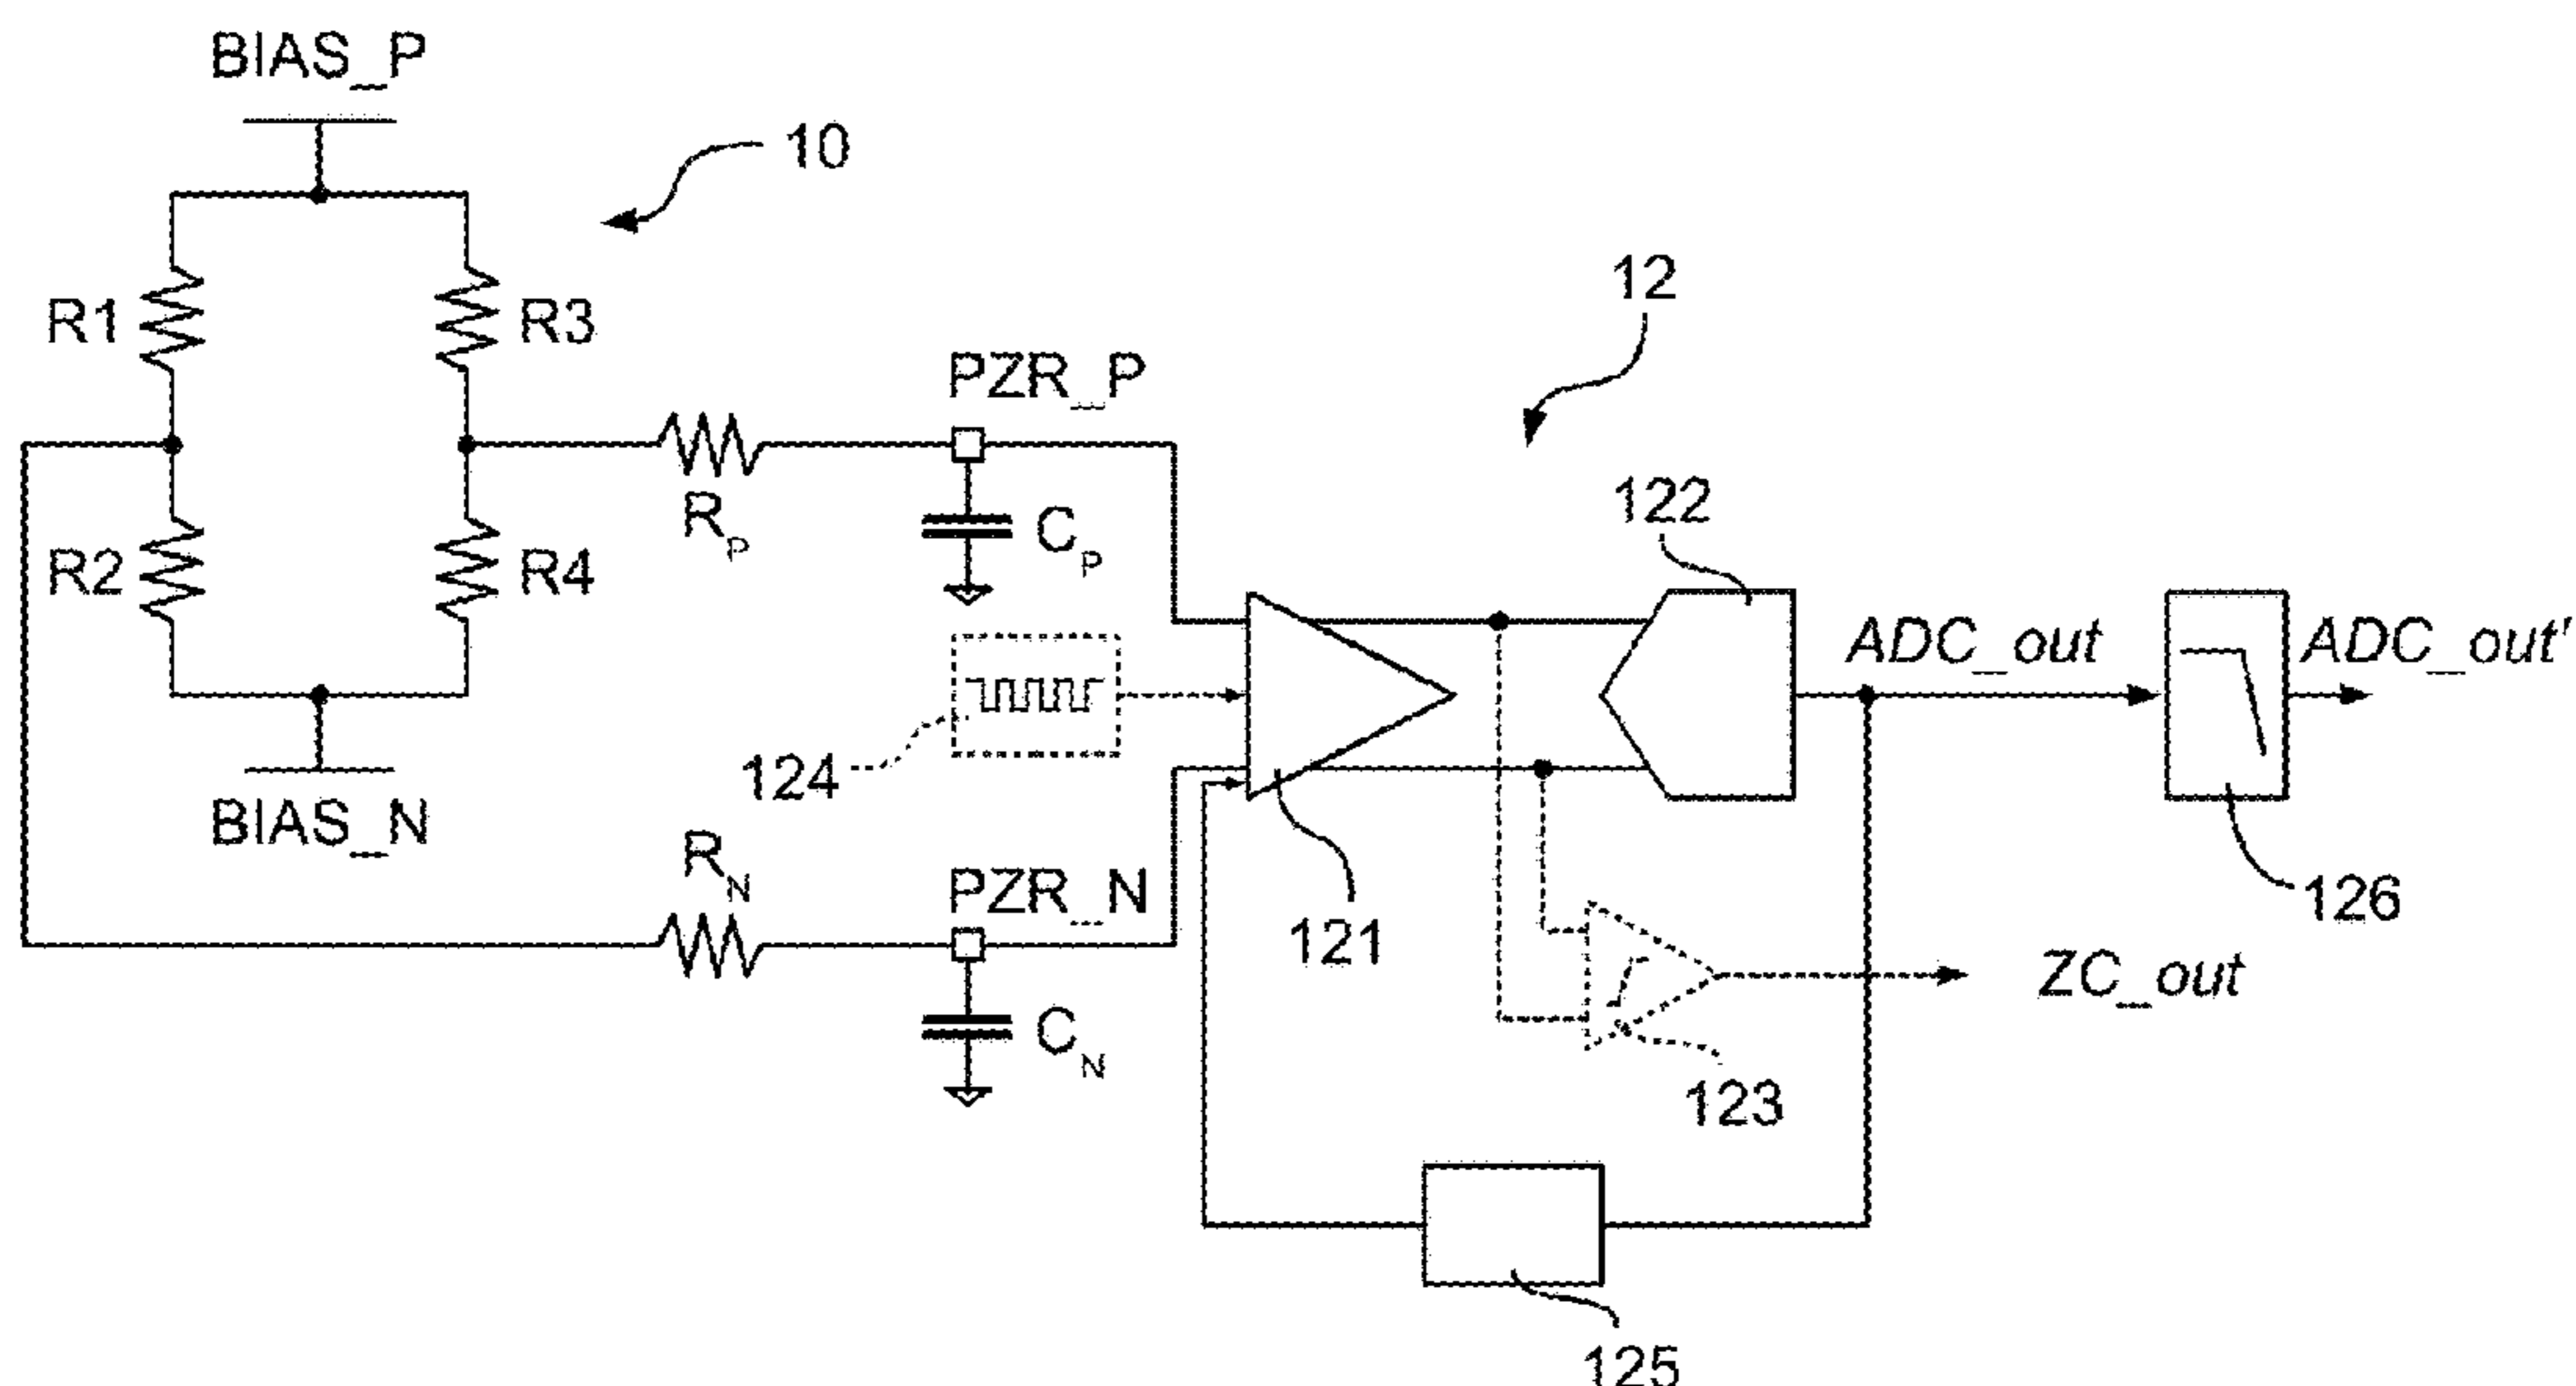 BIAS_P
10
R1
R3
12
PZR_P
122
R2
R4
R_P
C_P
ADC_out
ADC_out'
124
BIAS_N
R_N
PZR_N
121
126
ZC_out
C_N
123
125